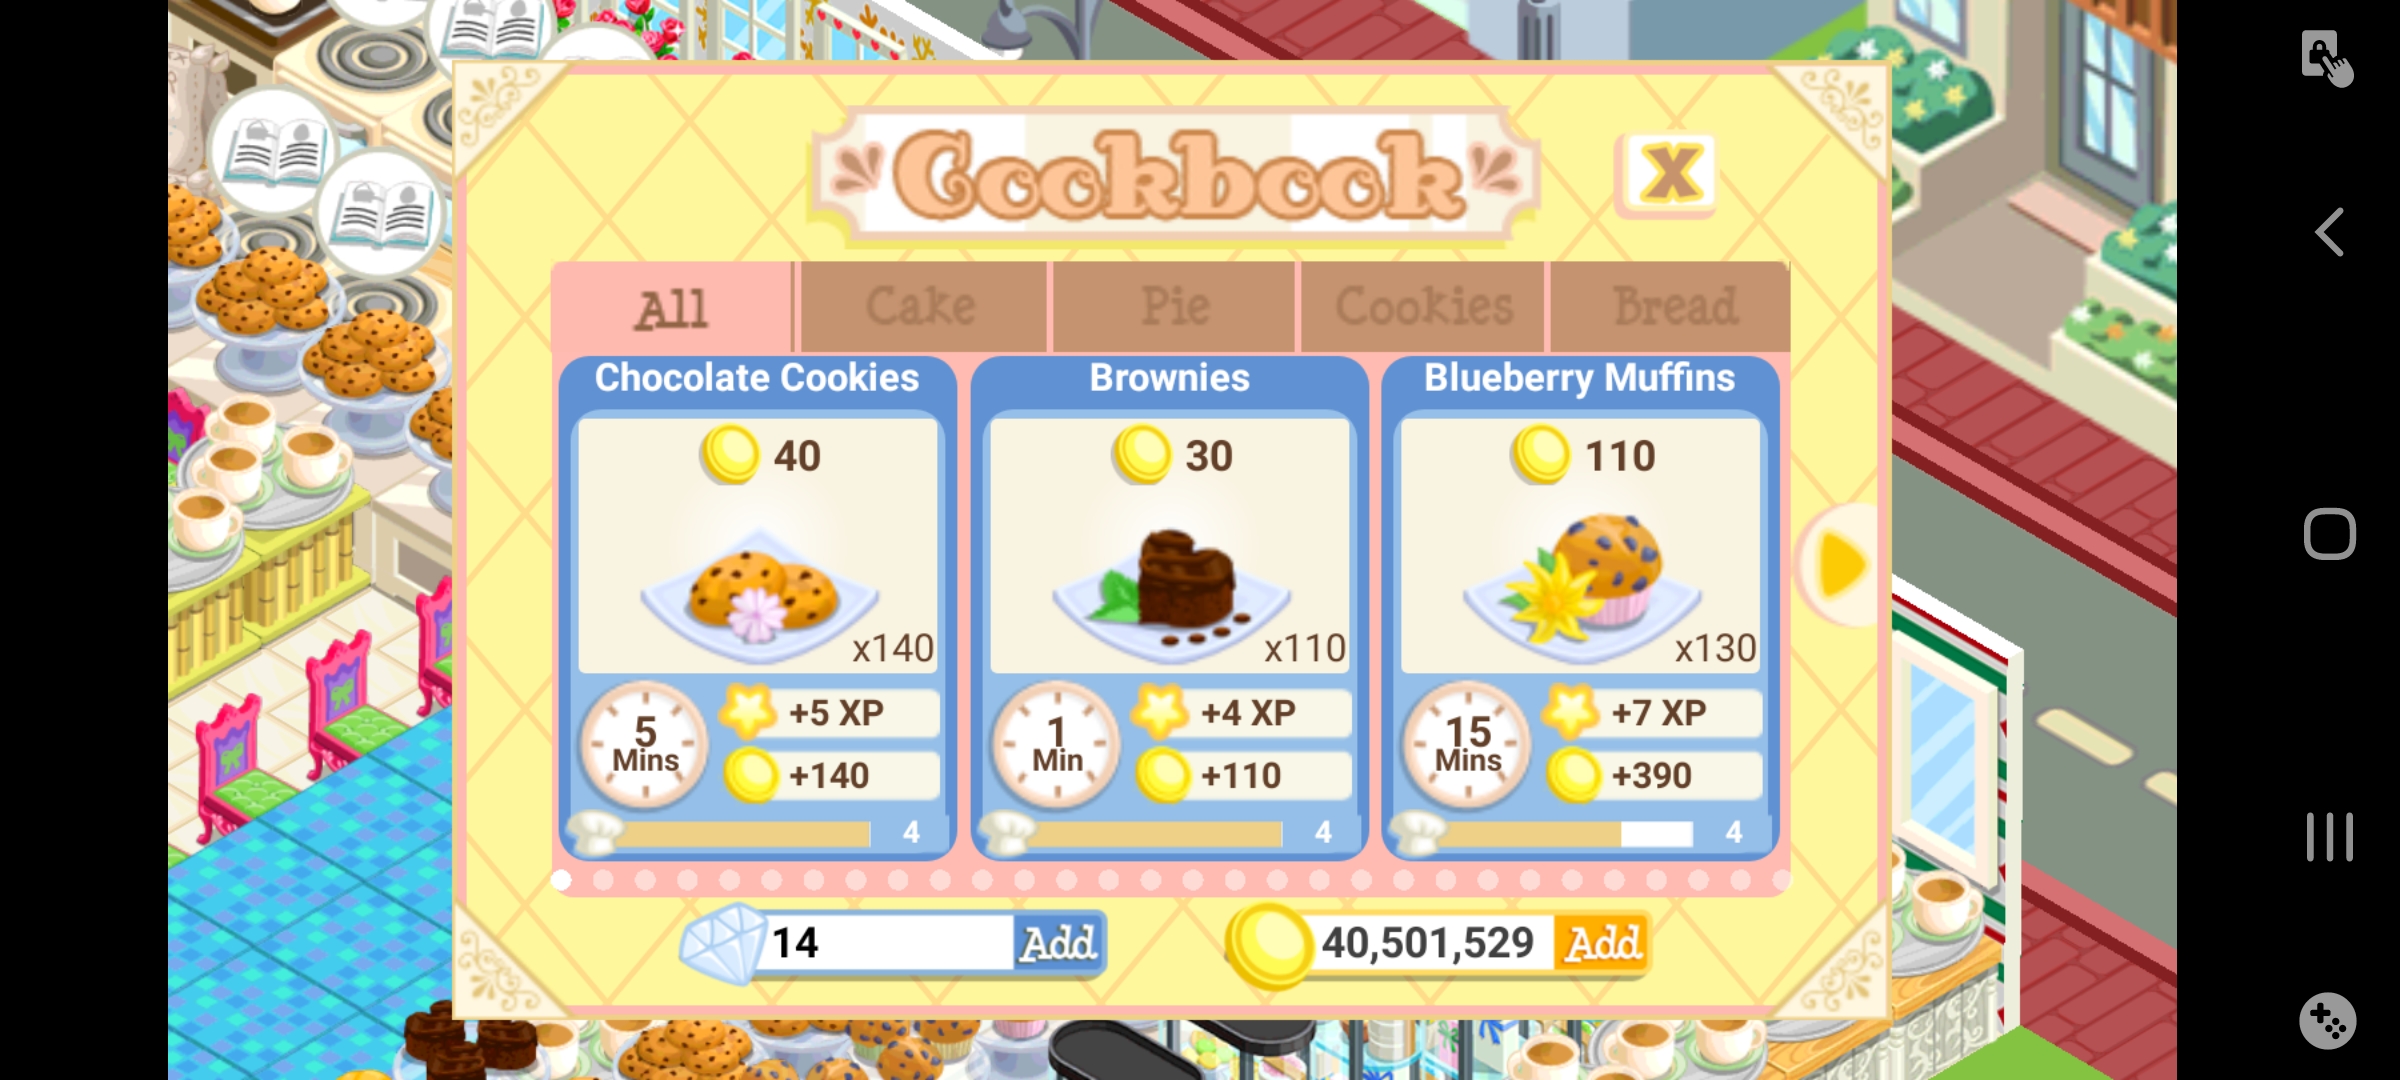 Cookbook
X
All Cake Pie Cookies Bread
Chocolate Cookies
40
x140
5 Mins
+5 XP
+140
4
Brownies
30
x110
1 Min
+4 XP
+110
4
Blueberry Muffins
110
x130
15 Mins
+7 XP
+390
4
14 Add
40,501,529 Add